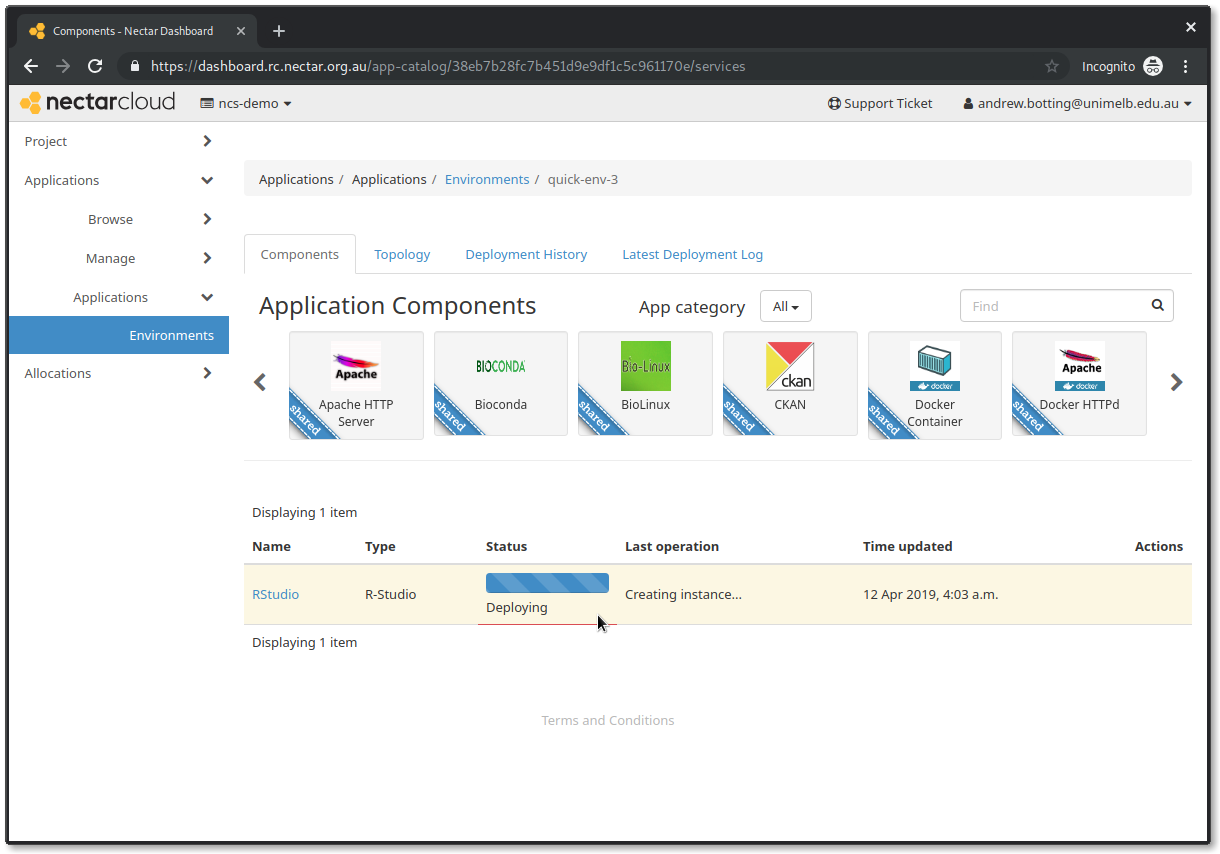 Components - Nectar Dashboard
https://dashboard.rc.nectar.org.au/app-catalog/38eb7b28fc7b451d9e9df1c5c961170e/services
Incognito
nectarcloud
ncs-demo
Support Ticket
andrew.botting@unimelb.edu.au
Project
Applications
Browse
Manage
Applications
Environments
Allocations
Applications / Applications / Environments / quick-env-3
Components
Topology
Deployment History
Latest Deployment Log
Application Components
App category
All
Find
Apache
shared
Apache HTTP
Server
BIOCONDA
shared
Bioconda
Bio-Linux
shared
BioLinux
ckan
shared
CKAN
docker
shared
Docker
Container
Apache
docker
shared
Docker HTTPd
Displaying 1 item
Name Type Status Last operation Time updated Actions
RStudio R-Studio Deploying Creating instance... 12 Apr 2019, 4:03 a.m.
Displaying 1 item
Terms and Conditions